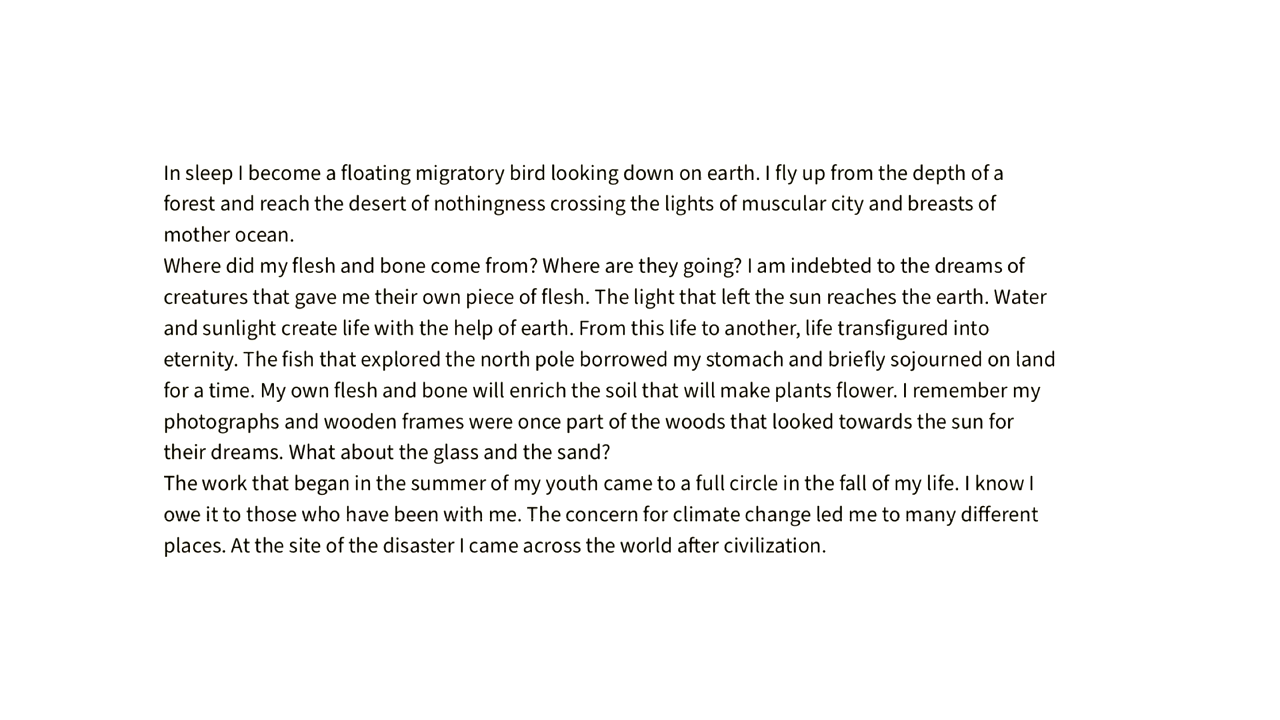 In sleep I become a floating migratory bird looking down on earth. I fly up from the depth of a
forest and reach the desert of nothingness crossing the lights of muscular city and breasts of
mother ocean.
Where did my flesh and bone come from? Where are they going? I am indebted to the dreams of
creatures that gave me their own piece of flesh. The light that left the sun reaches the earth. Water
and sunlight create life with the help of earth. From this life to another, life transfigured into
eternity. The fish that explored the north pole borrowed my stomach and briefly sojourned on land
for a time. My own flesh and bone will enrich the soil that will make plants flower. I remember my
photographs and wooden frames were once part of the woods that looked towards the sun for
their dreams. What about the glass and the sand?
The work that began in the summer of my youth came to a full circle in the fall of my life. I know I
owe it to those who have been with me. The concern for climate change led me to many different
places. At the site of the disaster I came across the world after civilization.